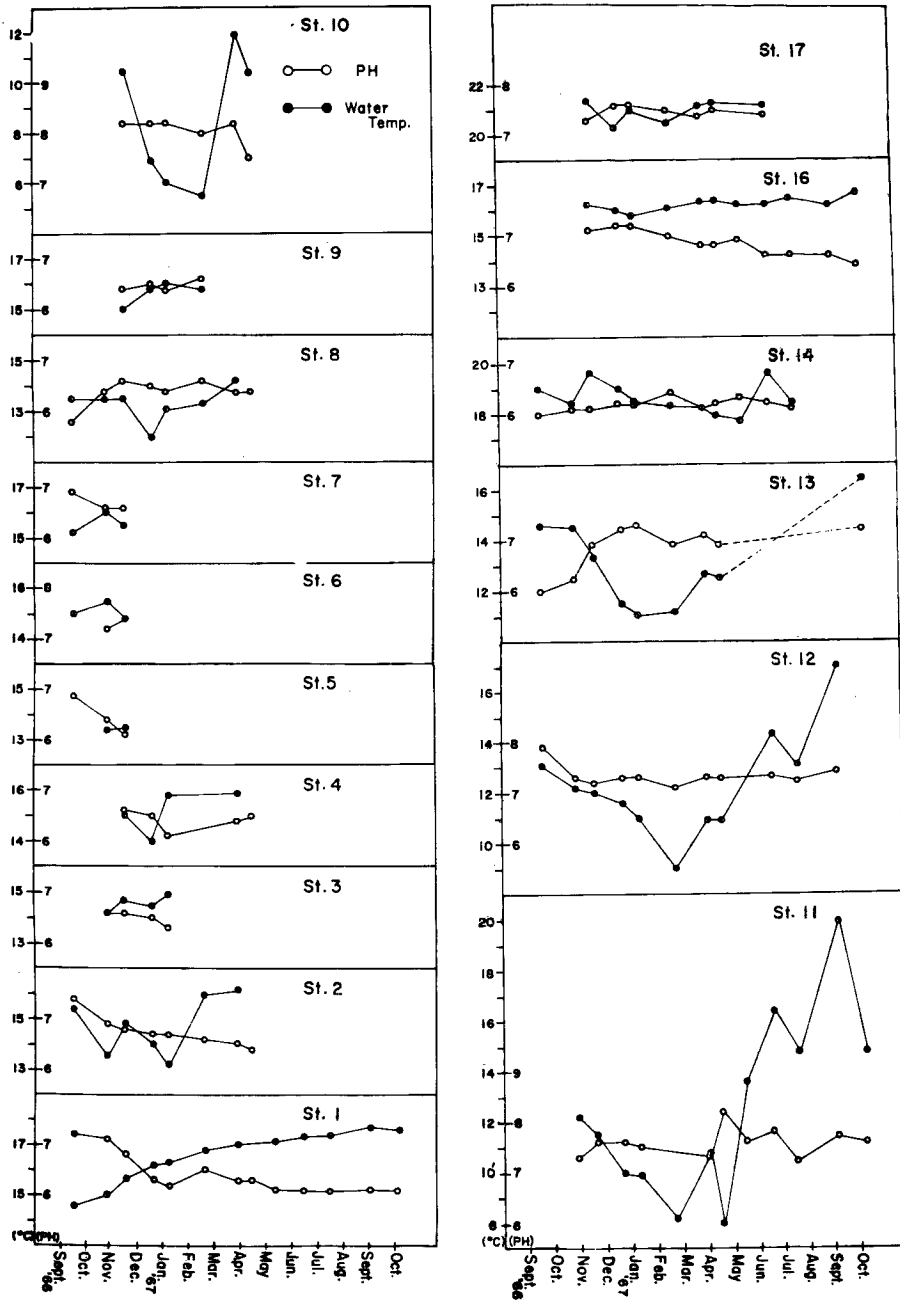 St. 10
PH
Water
Temp.
12
10 9
8 8
6 7
St. 9
17 7
15 6
St. 8
15 7
13 6
St. 7
17 7
15 6
St. 6
16 8
14 7
St. 5
15 7
13 6
St. 4
16 7
14 6
St. 3
15 7
13 6
St. 2
15 7
13 6
St. 1
17 7
15 6
(°C) (PH)
Sept. '66
Oct.
Nov.
Dec.
Jan. '67
Feb.
Mar.
Apr.
May
Jun.
Jul.
Aug.
Sept.
Oct.
St. 17
22 8
20 7
St. 16
17
15 7
13 6
St. 14
20 7
18 6
St. 13
16
14 7
12 6
St. 12
16
14 8
12 7
10 6
St. 11
20
18
16
14 9
12 8
10 7
8 6
(°C) (PH)
Sept. '66
Oct.
Nov.
Dec.
Jan. '67
Feb.
Mar.
Apr.
May
Jun.
Jul.
Aug.
Sept.
Oct.